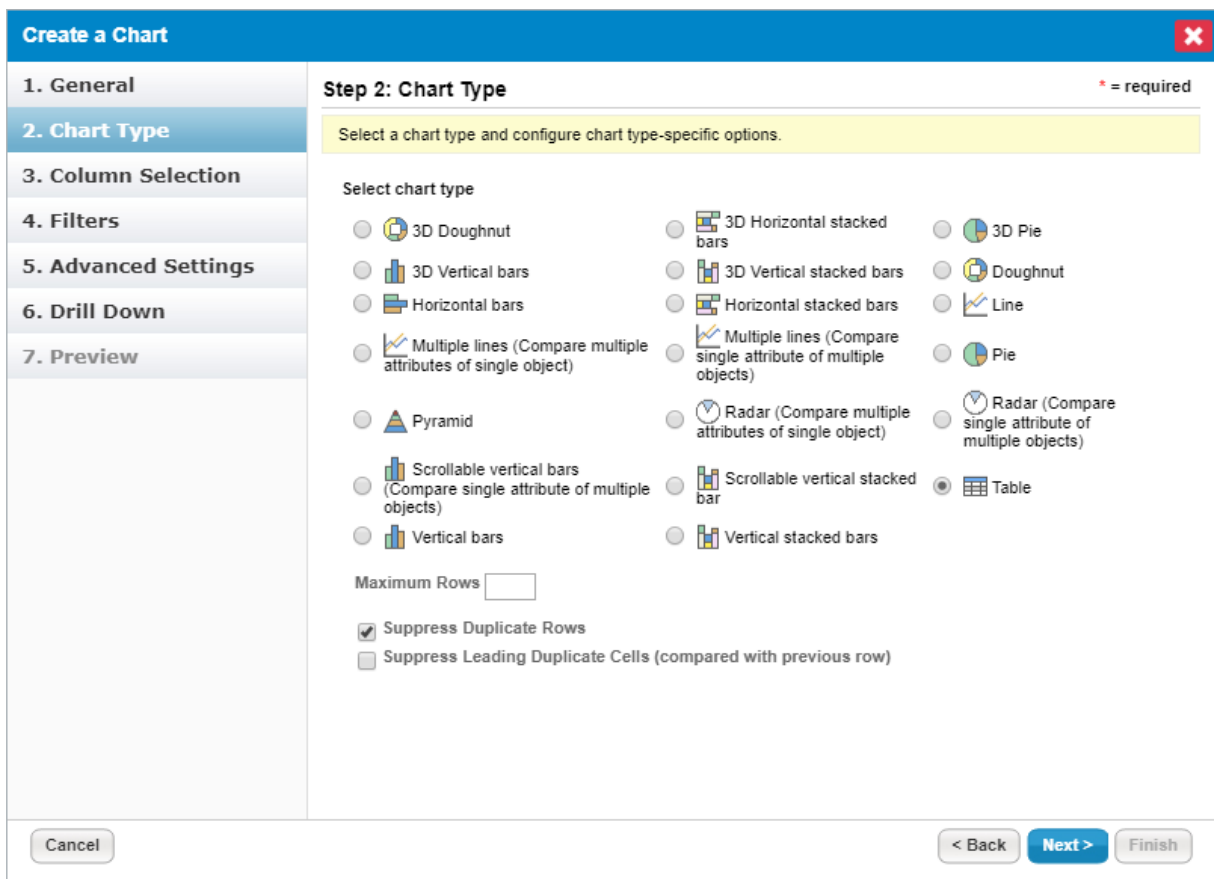 Create a Chart
1. General
2. Chart Type
3. Column Selection
4. Filters
5. Advanced Settings
6. Drill Down
7. Preview
Step 2: Chart Type
* = required
Select a chart type and configure chart type-specific options.
Select chart type
3D Doughnut
3D Horizontal stacked
bars
3D Pie
3D Vertical bars
3D Vertical stacked bars
Doughnut
Horizontal bars
Horizontal stacked bars
Line
Multiple lines (Compare multiple
attributes of single object)
Multiple lines (Compare
single attribute of multiple
objects)
Pie
Pyramid
Radar (Compare multiple
attributes of single object)
Radar (Compare
single attribute of
multiple objects)
Scrollable vertical bars
(Compare single attribute of multiple
objects)
Scrollable vertical stacked
bar
Table
Vertical bars
Vertical stacked bars
Maximum Rows
Suppress Duplicate Rows
Suppress Leading Duplicate Cells (compared with previous row)
Cancel
< Back
Next >
Finish